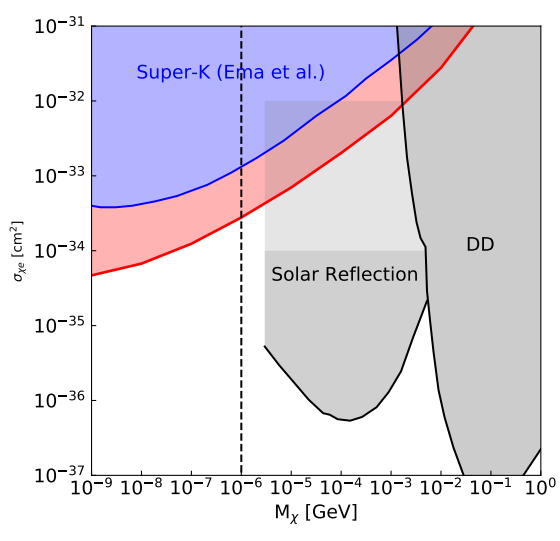 10⁻³¹
Super-K (Ema et al.)
10⁻³²
10⁻³³
σχe [cm²]
10⁻³⁴
DD
Solar Reflection
10⁻³⁵
10⁻³⁶
10⁻³⁷
10⁻⁹ 10⁻⁸ 10⁻⁷ 10⁻⁶ 10⁻⁵ 10⁻⁴ 10⁻³ 10⁻² 10⁻¹ 10⁰
Mχ [GeV]